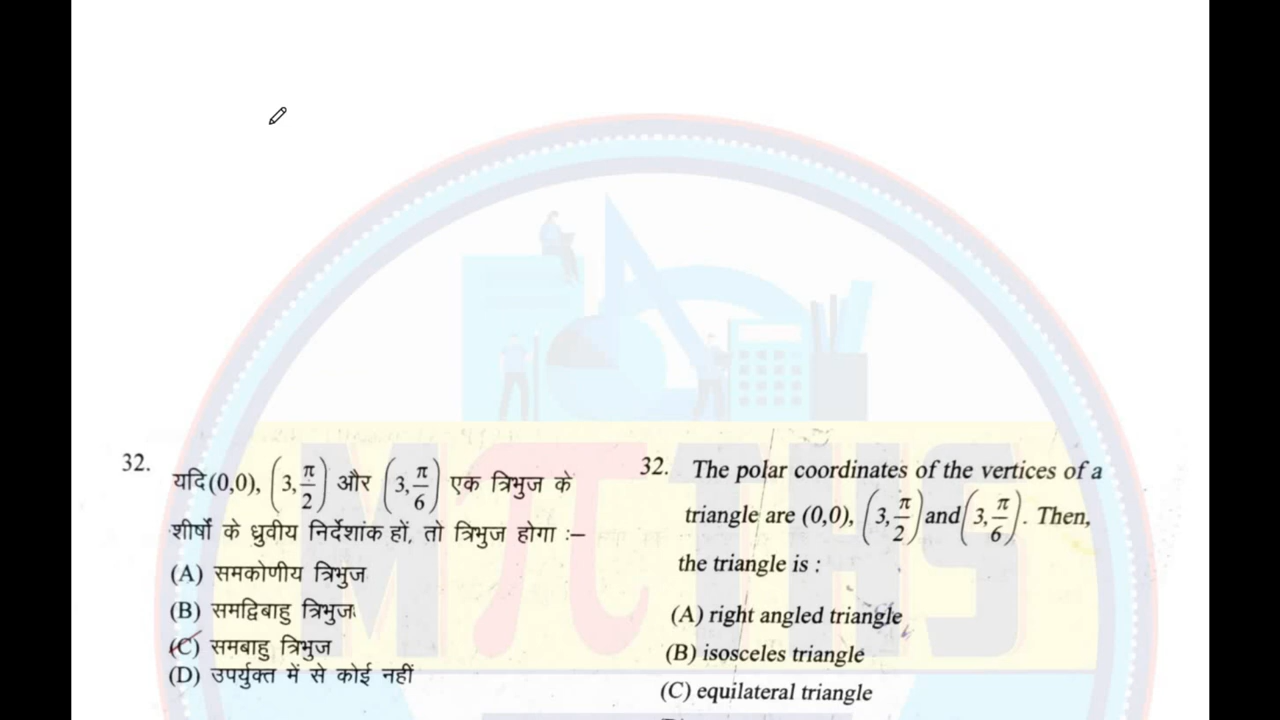 32.
यदि (0,0), (3, π/2) और (3, π/6) एक त्रिभुज के
शीर्षों के ध्रुवीय निर्देशांक हों, तो त्रिभुज होगा :–
(A) समकोणीय त्रिभुज
(B) समद्विबाहु त्रिभुज
(C) समबाहु त्रिभुज
(D) उपर्युक्त में से कोई नहीं
32. The polar coordinates of the vertices of a
triangle are (0,0), (3, π/2) and (3, π/6). Then,
the triangle is :
(A) right angled triangle
(B) isosceles triangle
(C) equilateral triangle
MπTHS